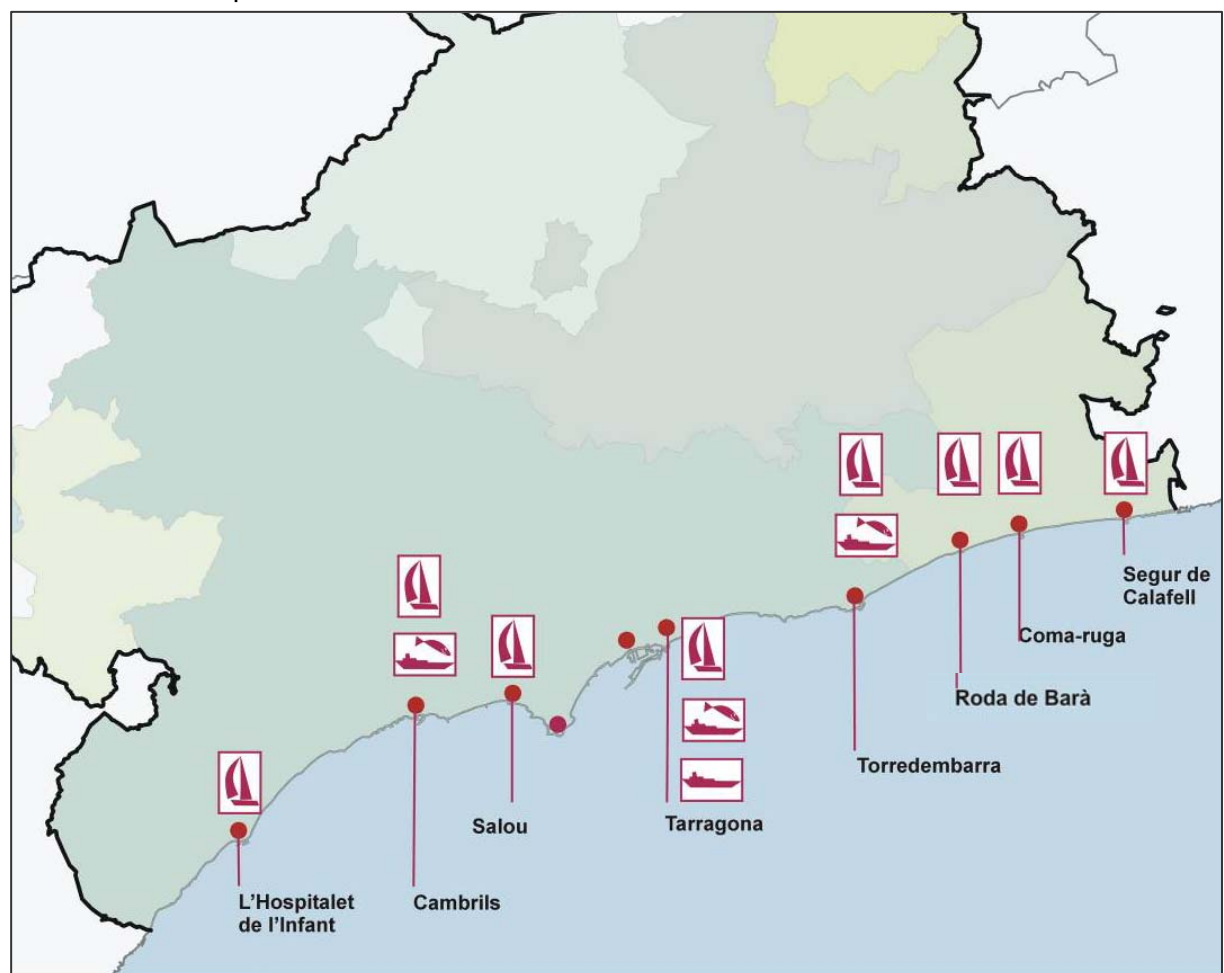 Segur de
Calafell
Coma-ruga
Roda de Barà
Torredembarra
Tarragona
Salou
Cambrils
L'Hospitalet
de l'Infant